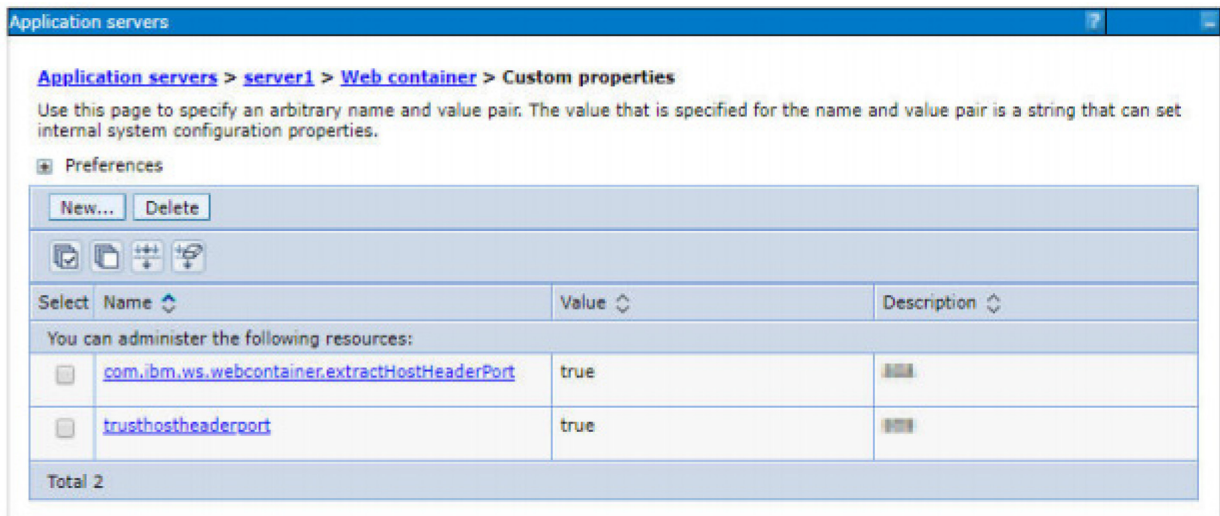 Application servers ?
Application servers > server1 > Web container > Custom properties
Use this page to specify an arbitrary name and value pair. The value that is specified for the name and value pair is a string that can set
internal system configuration properties.
Preferences
New... Delete
Select Name Value Description
You can administer the following resources:
com.ibm.ws.webcontainer.extractHostHeaderPort true
trusthostheaderport true
Total 2